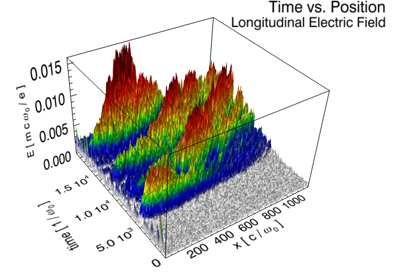 Time vs. Position
Longitudinal Electric Field
0.015
0.010
0.005
0.000
E [ m c ω₀ / e ]
1.5 10⁴
1.0 10⁴
5.0 10³
0
time [ 1 / ω₀ ]
200 400 600 800 1000
x [ c / ω₀ ]